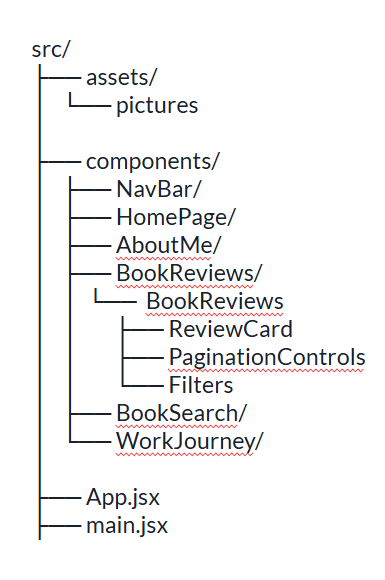 src/
assets/
pictures
components/
NavBar/
HomePage/
AboutMe/
BookReviews/
BookReviews
ReviewCard
PaginationControls
Filters
BookSearch/
WorkJourney/
App.jsx
main.jsx